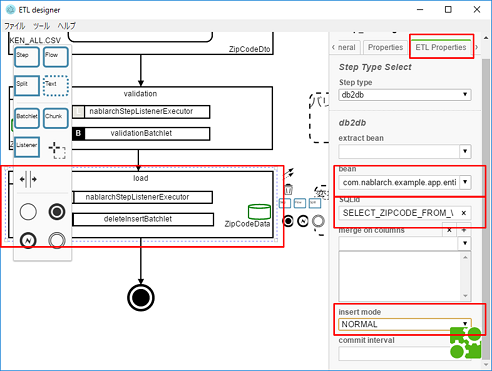 ETL designer
ファイル ツール ヘルプ
KEN_ALL.CSV
Step
Flow
Split
Text
Batchlet
Chunk
Listener
ZipCodeDto
validation
nablarchStepListenerExecutor
B
validationBatchlet
load
nablarchStepListenerExecutor
deleteInsertBatchlet
ZipCodeData
neral
Properties
ETL Properties
Step Type Select
Step type
db2db
db2db
extract bean
bean
com.nablarch.example.app.enti
SQLId
SELECT_ZIPCODE_FROM_\
x
merge on columns
x
+
insert mode
NORMAL
commit interval